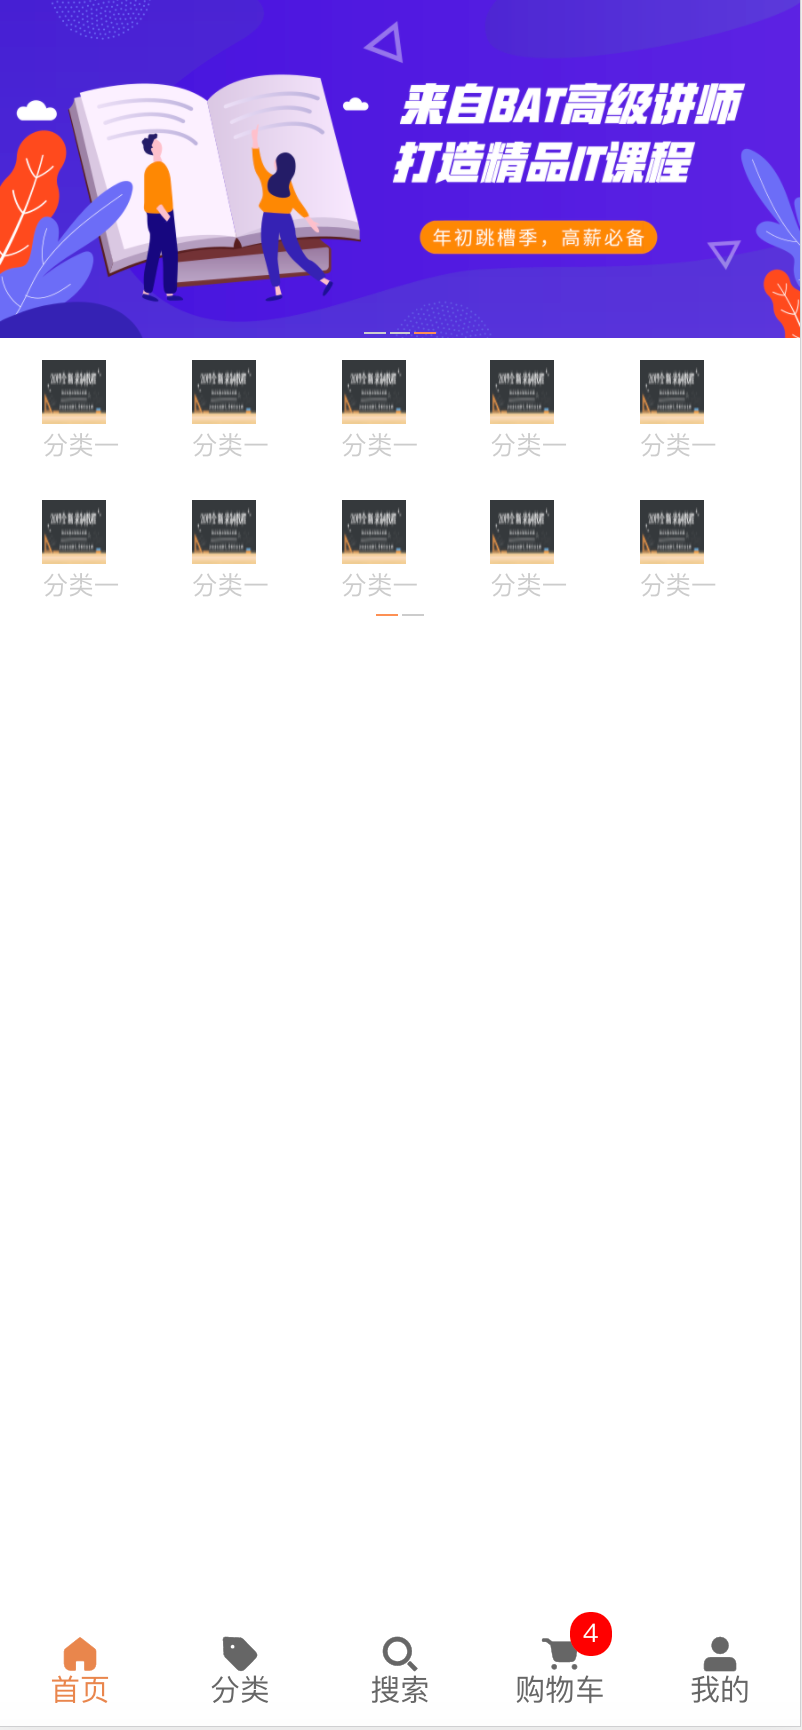 来自BAT高级讲师
打造精品IT课程
年初跳槽季，高薪必备
分类一 分类一 分类一 分类一 分类一
分类一 分类一 分类一 分类一 分类一
4
首页 分类 搜索 购物车 我的